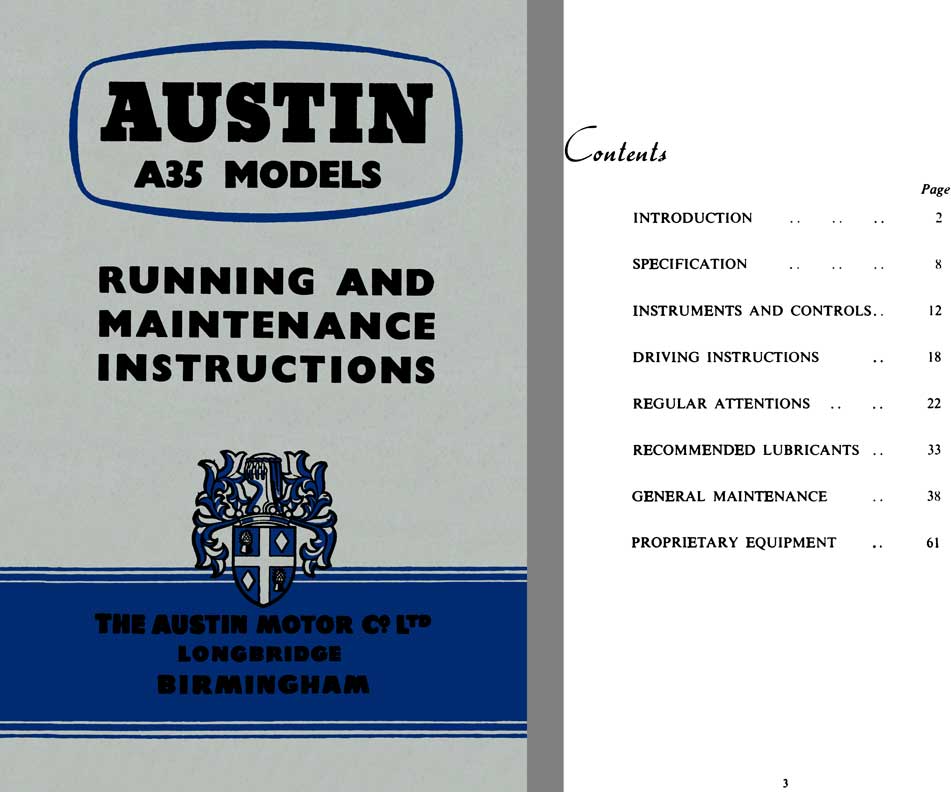 AUSTIN
A35 MODELS
RUNNING AND
MAINTENANCE
INSTRUCTIONS
THE AUSTIN MOTOR Cº LTD
LONGBRIDGE
BIRMINGHAM
Contents
Page
INTRODUCTION .. .. .. 2
SPECIFICATION .. .. .. 8
INSTRUMENTS AND CONTROLS.. 12
DRIVING INSTRUCTIONS .. 18
REGULAR ATTENTIONS .. .. 22
RECOMMENDED LUBRICANTS .. 33
GENERAL MAINTENANCE .. 38
PROPRIETARY EQUIPMENT .. 61
3